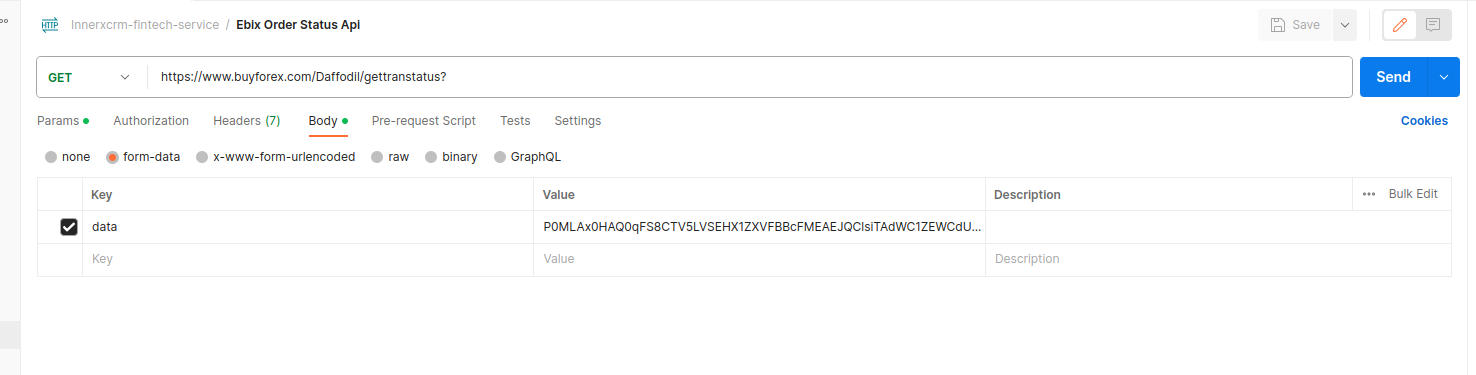 HTTP Innerxcrm-fintech-service / Ebix Order Status Api Save
GET https://www.buyforex.com/Daffodil/gettranstatus? Send
Params Authorization Headers (7) Body Pre-request Script Tests Settings Cookies
none form-data x-www-form-urlencoded raw binary GraphQL
Key Value Description ••• Bulk Edit
data P0MLAx0HAQ0qFS8CTV5LVSEHX1ZXVFBBcFMEAEJQCIsiTAdWC1ZEWCdU...
Key Value Description